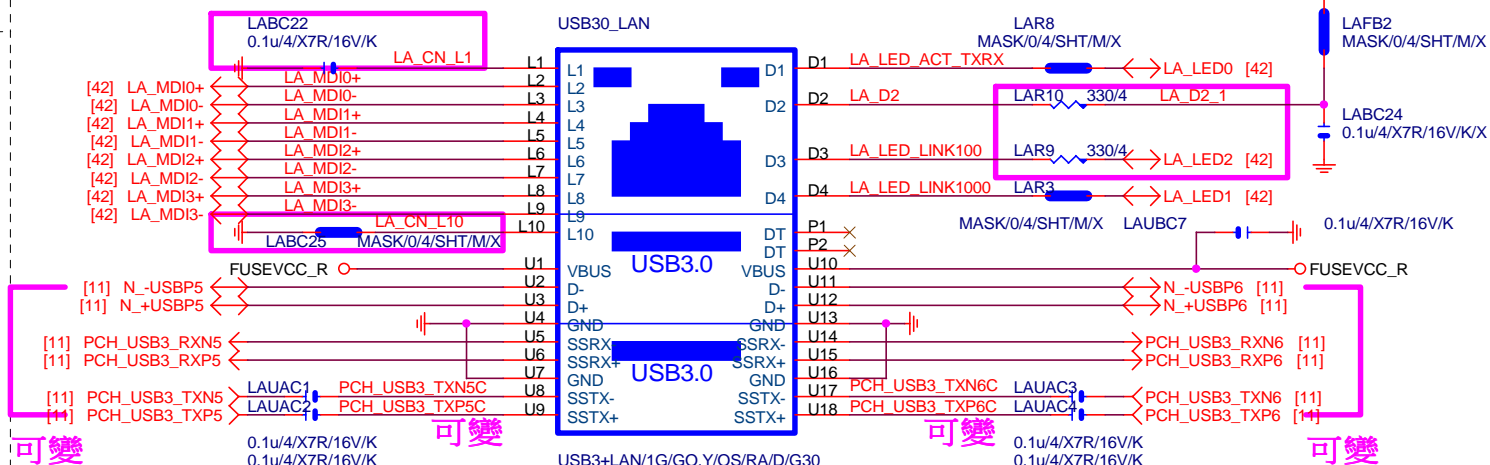 LABC22 USB30_LAN LAR8 LAFB2
0.1u/4/X7R/16V/K MASK/0/4/SHT/M/X MASK/0/4/SHT/M/X
LA_CN_L1 L1 L1 D1 D1 LA_LED_ACT_TXRX LA_LED0 [42]
[42] LA_MDI0+ LA_MDI0+ L2 L2
[42] LA_MDI0- LA_MDI0- L3 L3 D2 D2 LA_D2 LAR10 330/4 LA_D2_1
[42] LA_MDI1+ LA_MDI1+ L4 L4 LABC24
[42] LA_MDI1- LA_MDI1- L5 L5 0.1u/4/X7R/16V/K/X
[42] LA_MDI2+ LA_MDI2+ L6 L6 D3 D3 LA_LED_LINK100 LAR9 330/4 LA_LED2 [42]
[42] LA_MDI2- LA_MDI2- L7 L7
[42] LA_MDI3+ LA_MDI3+ L8 L8 D4 D4 LA_LED_LINK1000 LAR3 LA_LED1 [42]
[42] LA_MDI3- LA_MDI3- L9 L9
LA_CN_L10 L10 L10 DT P1 MASK/0/4/SHT/M/X LAUBC7 0.1u/4/X7R/16V/K
LABC25 MASK/0/4/SHT/M/X DT P2
FUSEVCC_R U1 VBUS USB3.0 VBUS U10 FUSEVCC_R
[11] N_-USBP5 U2 D- D- U11 N_-USBP6 [11]
[11] N_+USBP5 U3 D+ D+ U12 N_+USBP6 [11]
U4 GND GND U13
[11] PCH_USB3_RXN5 U5 SSRX- SSRX- U14 PCH_USB3_RXN6 [11]
[11] PCH_USB3_RXP5 U6 SSRX+ SSRX+ U15 PCH_USB3_RXP6 [11]
U7 GND USB3.0 GND U16
[11] PCH_USB3_TXN5 LAUAC1 PCH_USB3_TXN5C U8 SSTX- SSTX- U17 PCH_USB3_TXN6C LAUAC3 PCH_USB3_TXN6 [11]
[11] PCH_USB3_TXP5 LAUAC2 PCH_USB3_TXP5C U9 SSTX+ SSTX+ U18 PCH_USB3_TXP6C LAUAC4 PCH_USB3_TXP6 [11]
可變 可變 可變 可變
0.1u/4/X7R/16V/K 0.1u/4/X7R/16V/K
0.1u/4/X7R/16V/K USB3+LAN/1G/GO,Y/OS/RA/D/G30 0.1u/4/X7R/16V/K